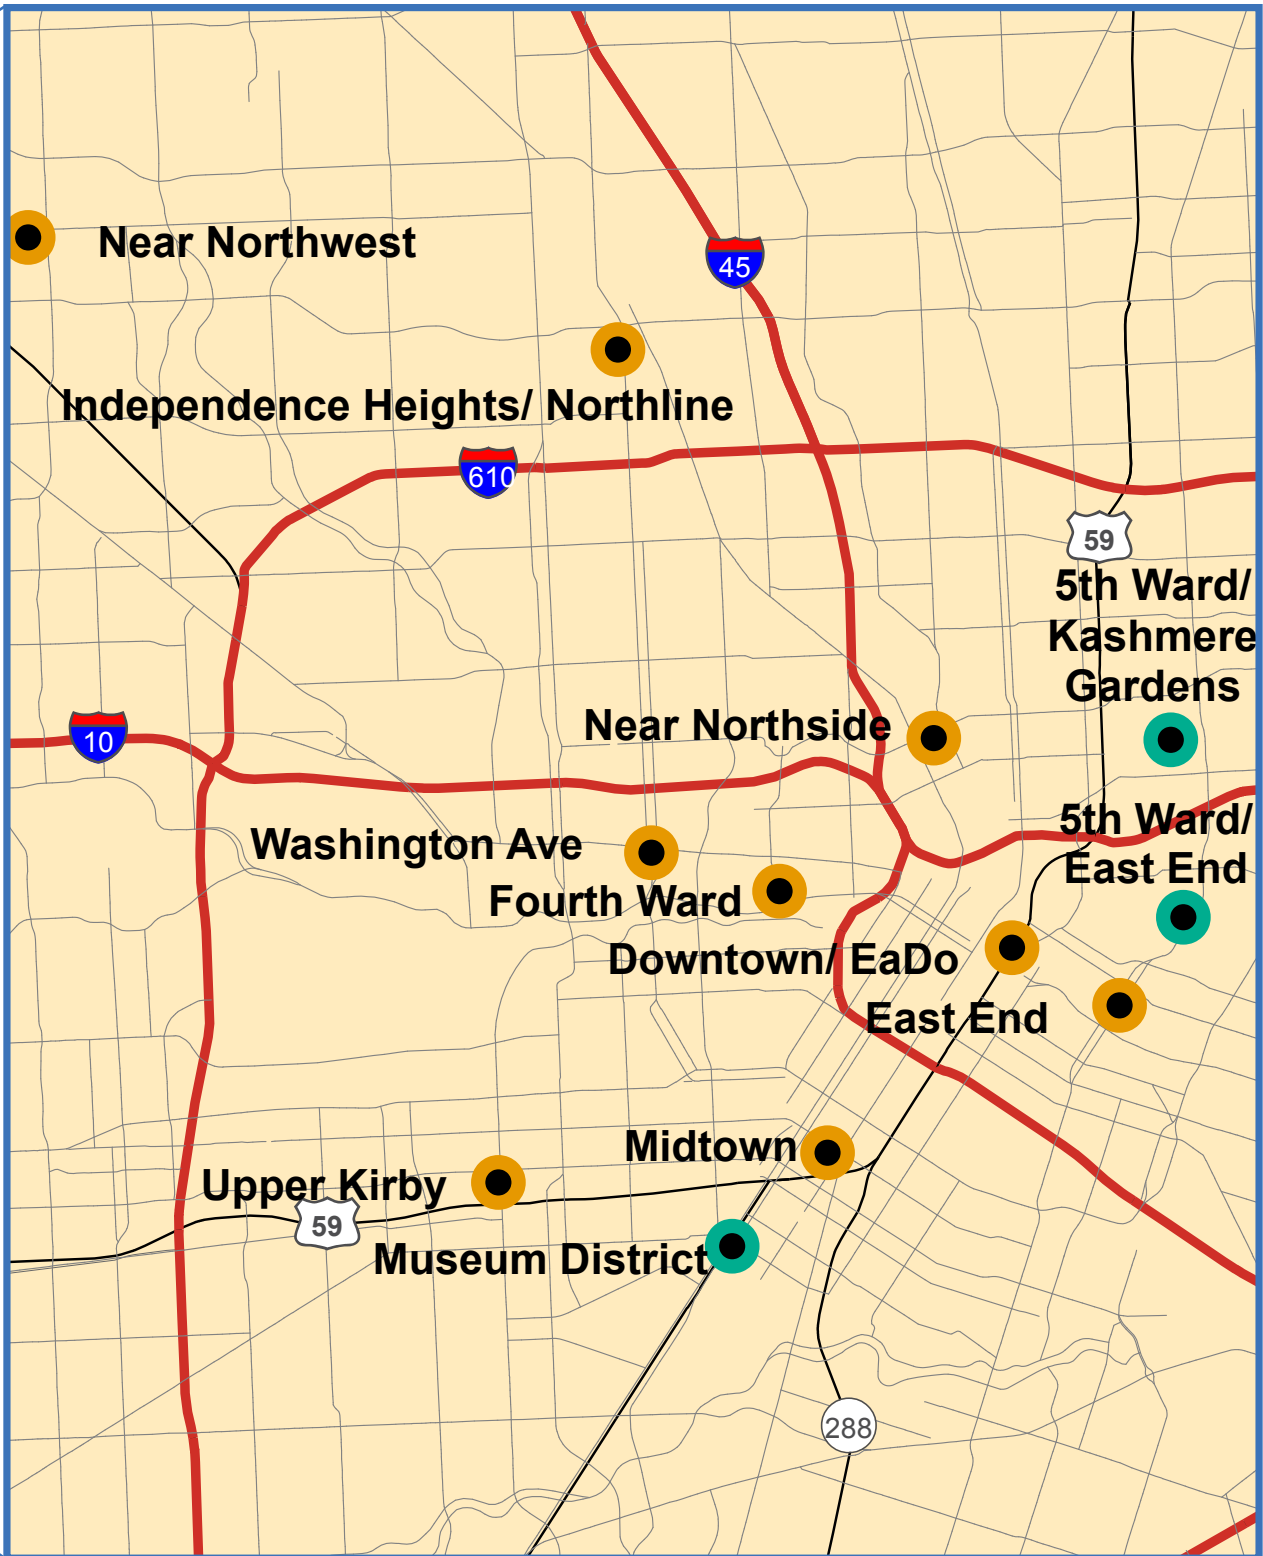 Near Northwest
45
Independence Heights/ Northline
610
59
5th Ward/
Kashmere
Gardens
Near Northside
10
5th Ward/
East End
Washington Ave
Fourth Ward
Downtown/ EaDo
East End
Midtown
Upper Kirby
59
Museum District
288